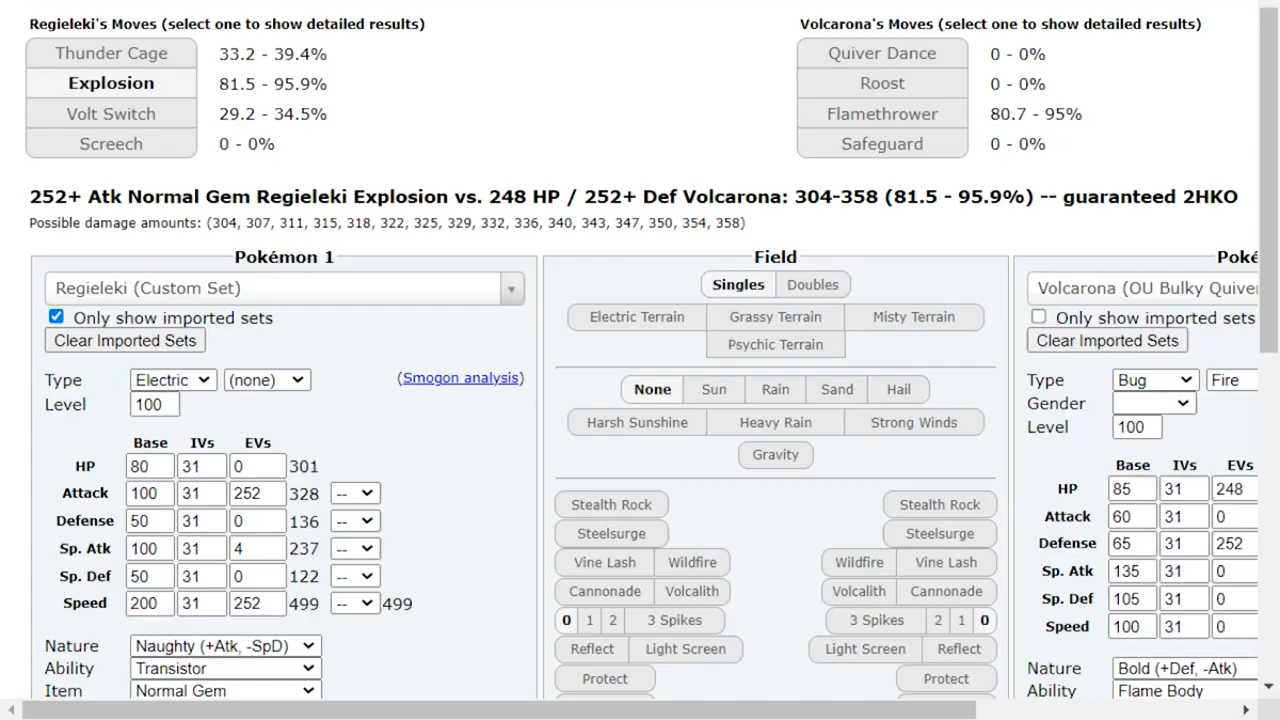 Regieleki's Moves (select one to show detailed results)
Thunder Cage 33.2 - 39.4%
Explosion 81.5 - 95.9%
Volt Switch 29.2 - 34.5%
Screech 0 - 0%
Volcarona's Moves (select one to show detailed results)
Quiver Dance 0 - 0%
Roost 0 - 0%
Flamethrower 80.7 - 95%
Safeguard 0 - 0%
252+ Atk Normal Gem Regieleki Explosion vs. 248 HP / 252+ Def Volcarona: 304-358 (81.5 - 95.9%) -- guaranteed 2HKO
Possible damage amounts: (304, 307, 311, 315, 318, 322, 325, 329, 332, 336, 340, 343, 347, 350, 354, 358)
Pokémon 1
Regieleki (Custom Set)
Only show imported sets
Clear Imported Sets
Type Electric (none) (Smogon analysis)
Level 100
Base IVs EVs
HP 80 31 0 301
Attack 100 31 252 328 --
Defense 50 31 0 136 --
Sp. Atk 100 31 4 237 --
Sp. Def 50 31 0 122 --
Speed 200 31 252 499 -- 499
Nature Naughty (+Atk, -SpD)
Ability Transistor
Item Normal Gem
Field
Singles Doubles
Electric Terrain Grassy Terrain Misty Terrain
Psychic Terrain
None Sun Rain Sand Hail
Harsh Sunshine Heavy Rain Strong Winds
Gravity
Stealth Rock Stealth Rock
Steelsurge Steelsurge
Vine Lash Wildfire Wildfire Vine Lash
Cannonade Volcalith Volcalith Cannonade
0 1 2 3 Spikes 3 Spikes 2 1 0
Reflect Light Screen Light Screen Reflect
Protect Protect
Poké
Volcarona (OU Bulky Quiver
Only show imported sets
Clear Imported Sets
Type Bug Fire
Gender
Level 100
Base IVs EVs
HP 85 31 248
Attack 60 31 0
Defense 65 31 252
Sp. Atk 135 31 0
Sp. Def 105 31 0
Speed 100 31 0
Nature Bold (+Def, -Atk)
Ability Flame Body